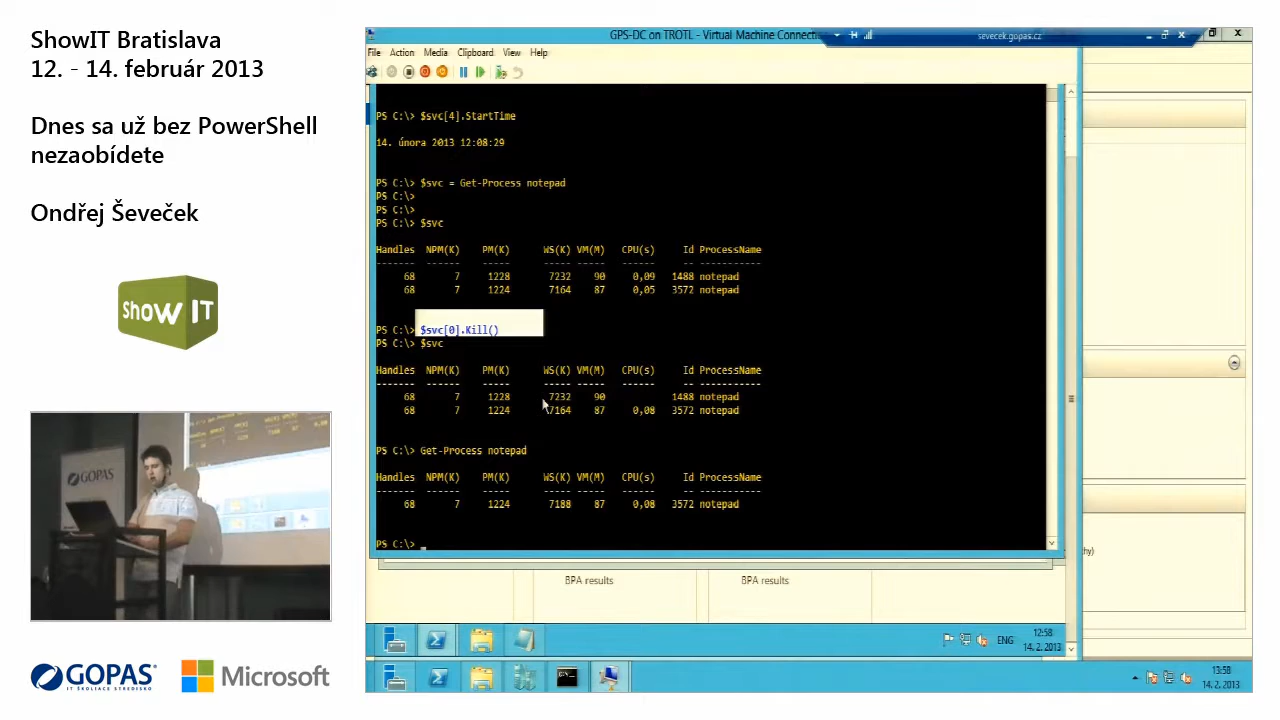 ShowIT Bratislava
12. - 14. február 2013
Dnes sa už bez PowerShell
nezaobídete
Ondřej Ševeček
Show IT
GOPAS
GOPAS
IT ŠKOLIACE STREDISKO
Microsoft
GPS-DC on TROTL - Virtual Machine Connecti
sevecek.gopas.cz
File Action Media Clipboard View Help
PS C:\> $svc[4].StartTime
14. února 2013 12:08:29
PS C:\> $svc = Get-Process notepad
PS C:\>
PS C:\>
PS C:\> $svc
Handles NPM(K) PM(K) WS(K) VM(M) CPU(s) Id ProcessName
------- ------ ----- ----- ----- ------ -- -----------
68 7 1228 7232 90 0,09 1488 notepad
68 7 1224 7164 87 0,05 3572 notepad
PS C:\> $svc[0].Kill()
PS C:\> $svc
Handles NPM(K) PM(K) WS(K) VM(M) CPU(s) Id ProcessName
------- ------ ----- ----- ----- ------ -- -----------
68 7 1228 7232 90 1488 notepad
68 7 1224 7164 87 0,08 3572 notepad
PS C:\> Get-Process notepad
Handles NPM(K) PM(K) WS(K) VM(M) CPU(s) Id ProcessName
------- ------ ----- ----- ----- ------ -- -----------
68 7 1224 7188 87 0,08 3572 notepad
PS C:\> _
hy)
BPA results BPA results
ENG 12:58
14. 2. 2013
13:58
14. 2. 2013